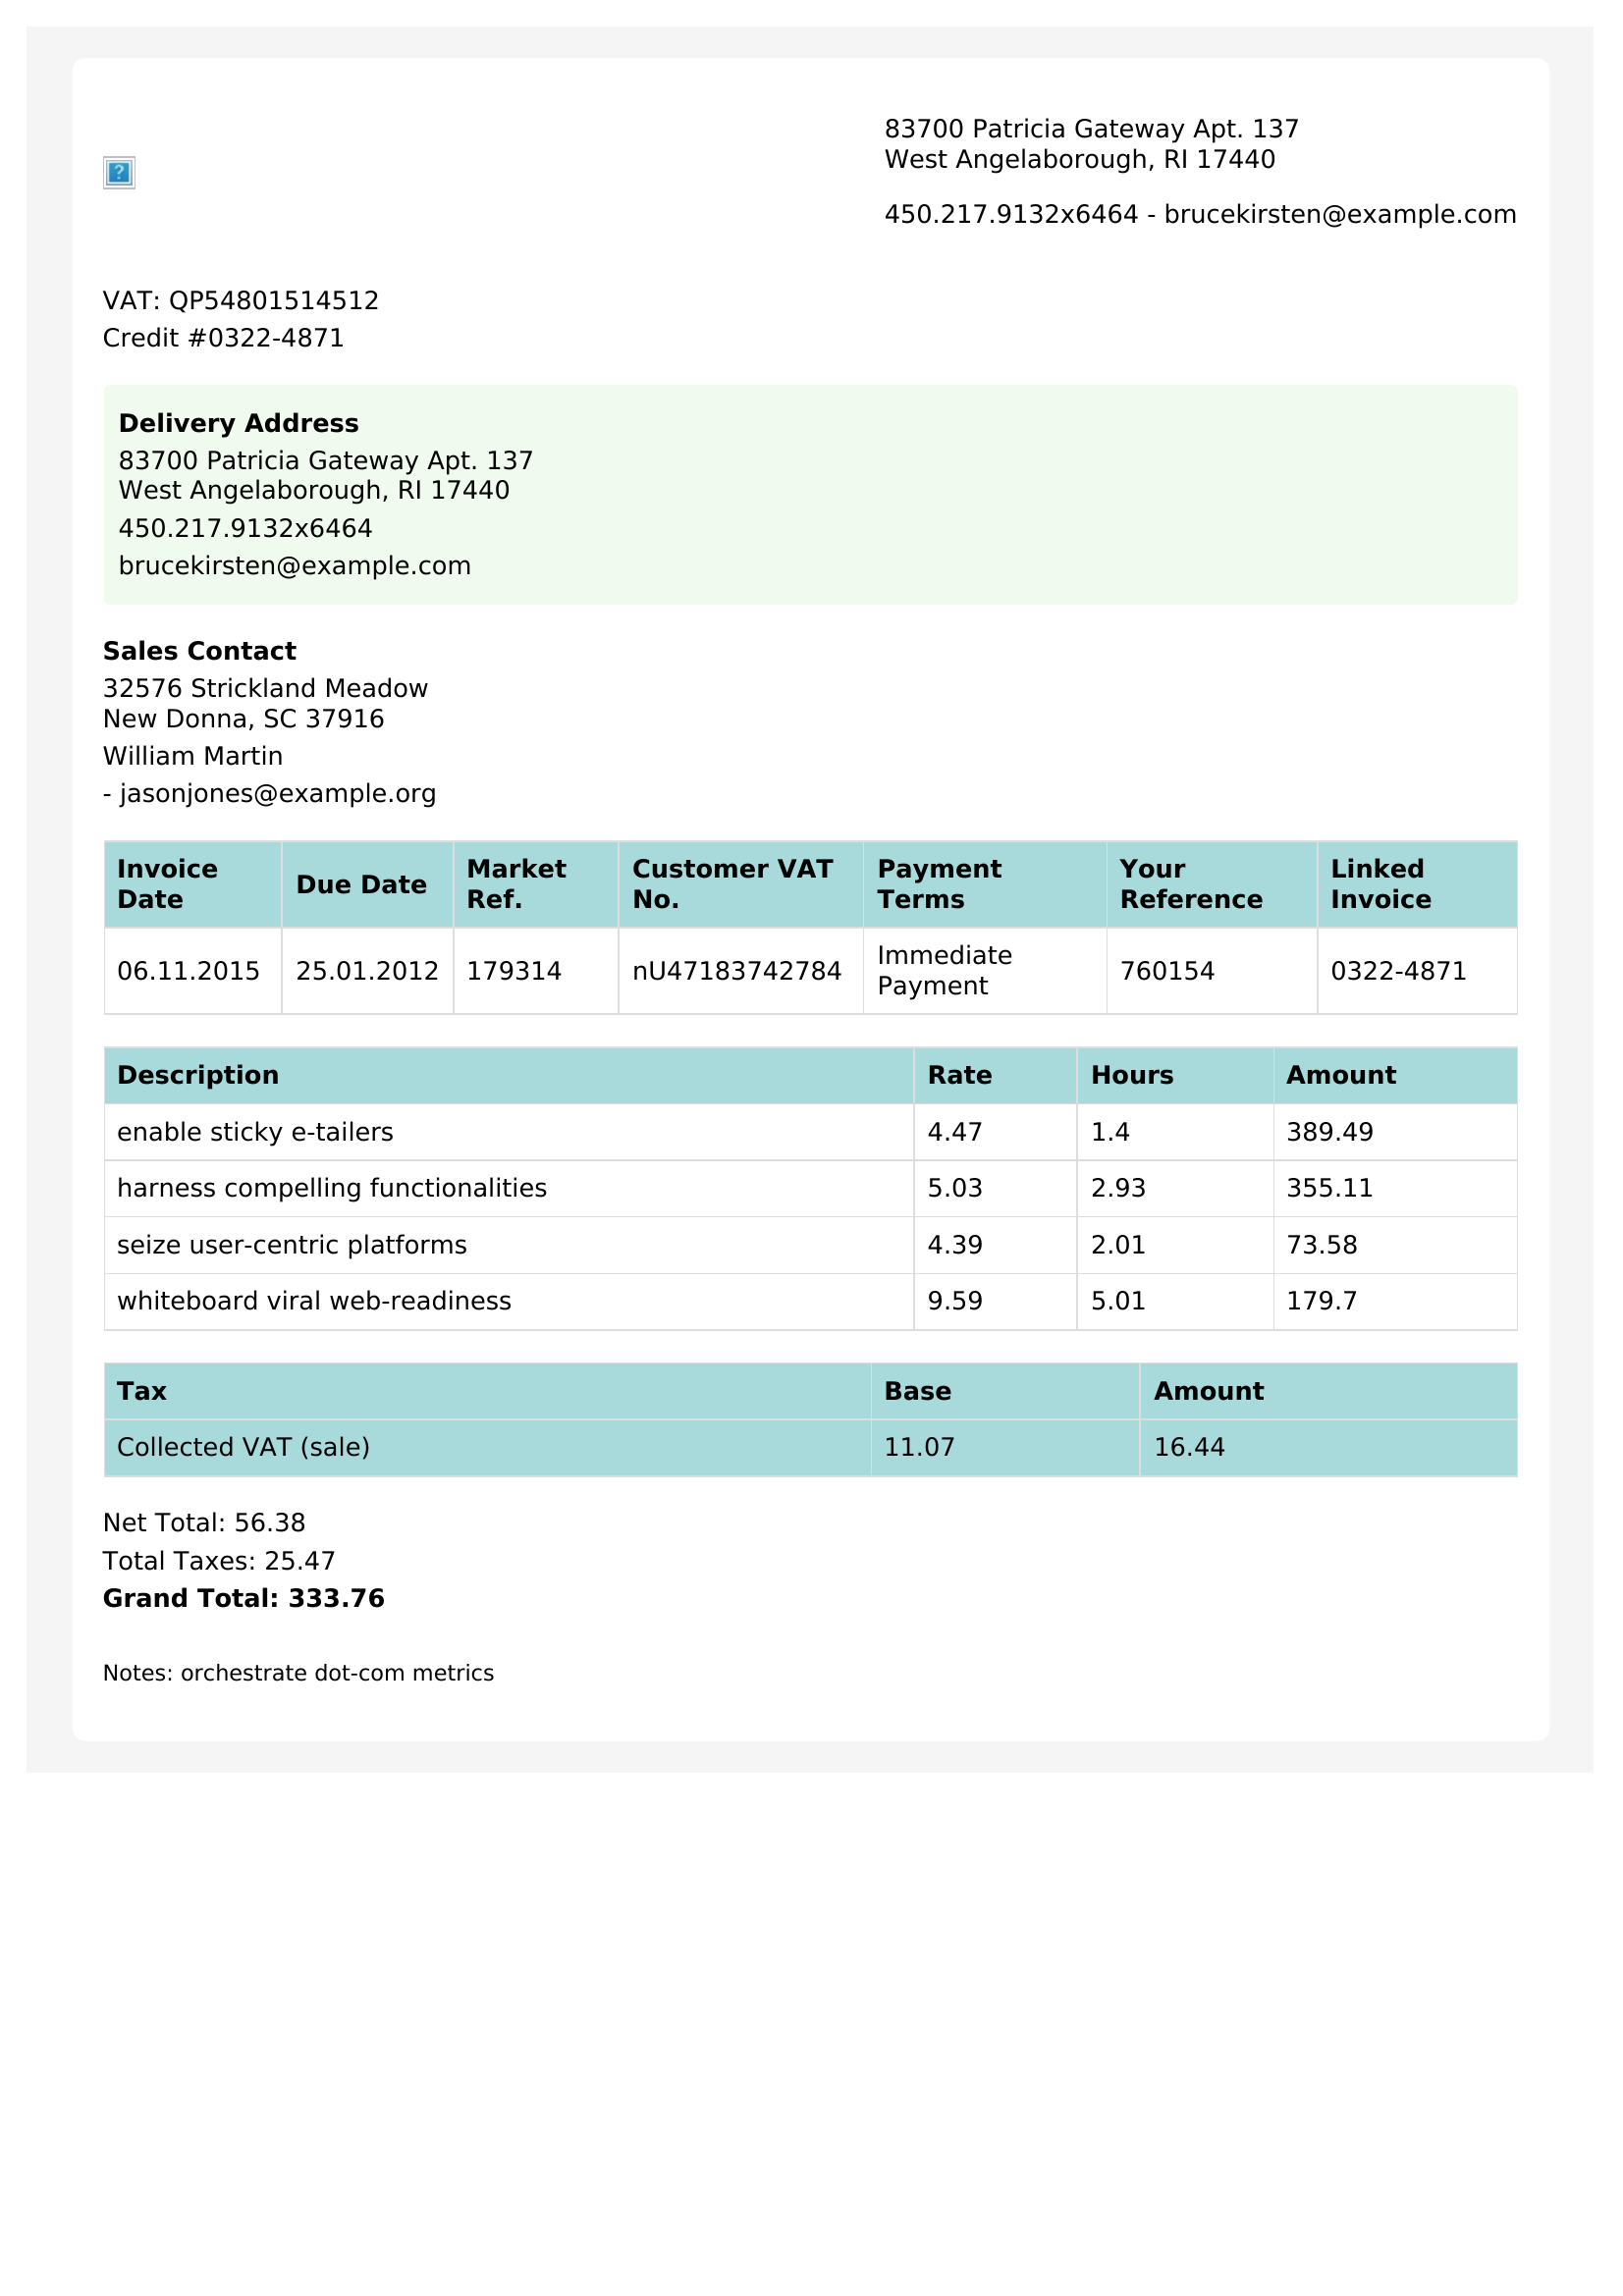 83700 Patricia Gateway Apt. 137
West Angelaborough, RI 17440
450.217.9132x6464 - brucekirsten@example.com
VAT: QP54801514512
Credit #0322-4871
Delivery Address
83700 Patricia Gateway Apt. 137
West Angelaborough, RI 17440
450.217.9132x6464
brucekirsten@example.com
Sales Contact
32576 Strickland Meadow
New Donna, SC 37916
William Martin
- jasonjones@example.org
Invoice Date Due Date Market Ref. Customer VAT No. Payment Terms Your Reference Linked Invoice
06.11.2015 25.01.2012 179314 nU47183742784 Immediate Payment 760154 0322-4871
Description Rate Hours Amount
enable sticky e-tailers 4.47 1.4 389.49
harness compelling functionalities 5.03 2.93 355.11
seize user-centric platforms 4.39 2.01 73.58
whiteboard viral web-readiness 9.59 5.01 179.7
Tax Base Amount
Collected VAT (sale) 11.07 16.44
Net Total: 56.38
Total Taxes: 25.47
Grand Total: 333.76
Notes: orchestrate dot-com metrics